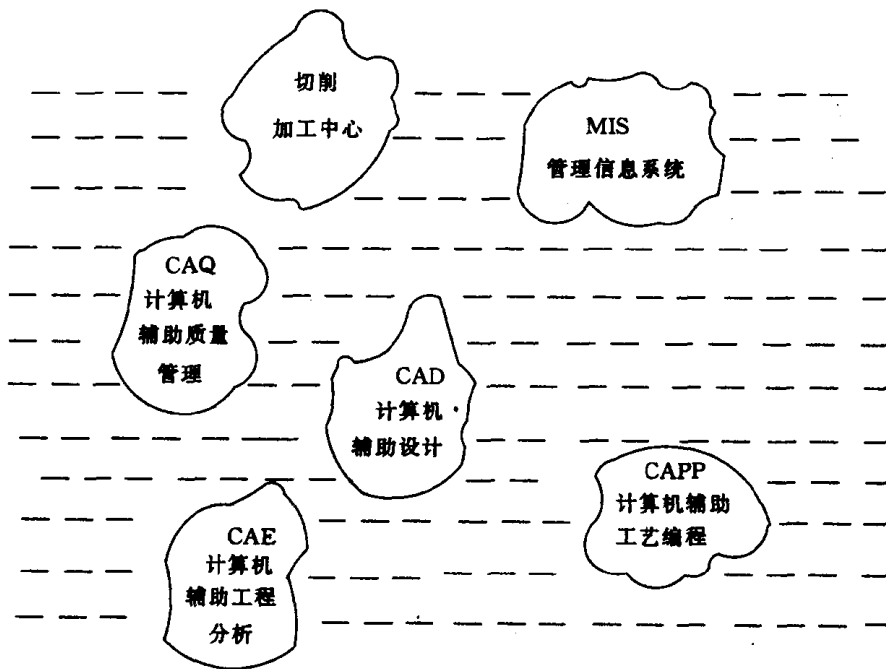 切削
加工中心
MIS
管理信息系统
CAQ
计算机
辅助质量
管理
CAD
计算机
辅助设计
CAPP
计算机辅助
工艺编程
CAE
计算机
辅助工程
分析